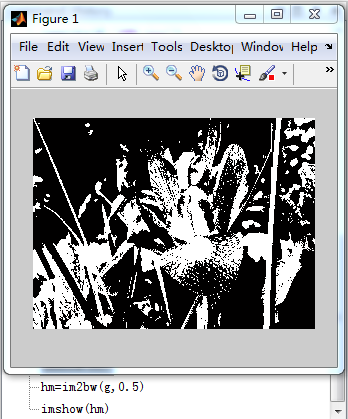 Figure 1
File Edit View Insert Tools Desktop Window Help
hm=im2bw(g,0.5)
imshow(hm)